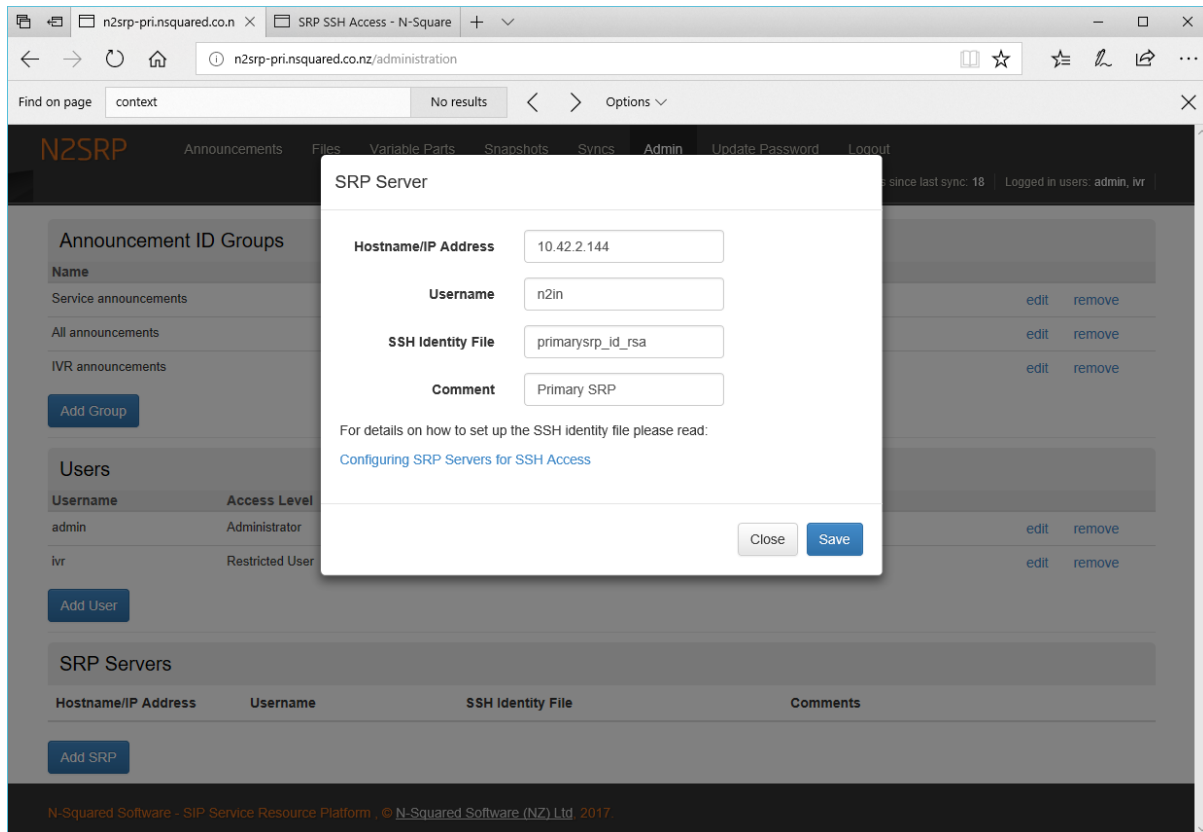 n2srp-pri.nsquared.co.n SRP SSH Access - N-Square
n2srp-pri.nsquared.co.nz/administration
Find on page context No results Options
N2SRP Announcements Files Variable Parts Snapshots Syncs Admin Update Password Logout
s since last sync: 18 Logged in users: admin, ivr
SRP Server
Hostname/IP Address 10.42.2.144
Username n2in
SSH Identity File primarysrp_id_rsa
Comment Primary SRP
For details on how to set up the SSH identity file please read:
Configuring SRP Servers for SSH Access
Close Save
Announcement ID Groups
Name
Service announcements edit remove
All announcements edit remove
IVR announcements edit remove
Add Group
Users
Username Access Level
admin Administrator edit remove
ivr Restricted User edit remove
Add User
SRP Servers
Hostname/IP Address Username SSH Identity File Comments
Add SRP
N-Squared Software - SIP Service Resource Platform , © N-Squared Software (NZ) Ltd, 2017.